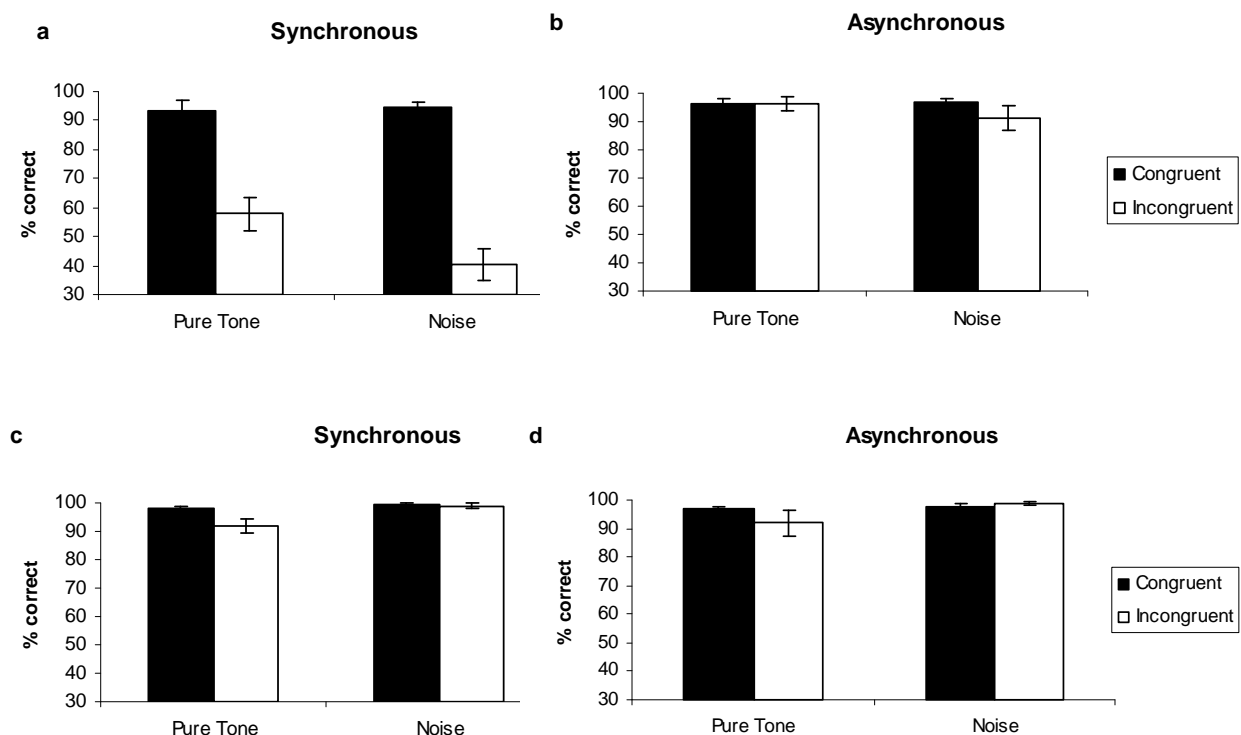 a
Synchronous
100
90
80
70
60
50
40
30
% correct
Pure Tone
Noise
b
Asynchronous
100
90
80
70
60
50
40
30
% correct
Pure Tone
Noise
Congruent
Incongruent
c
Synchronous
100
90
80
70
60
50
40
30
% correct
Pure Tone
Noise
d
Asynchronous
100
90
80
70
60
50
40
30
% correct
Pure Tone
Noise
Congruent
Incongruent